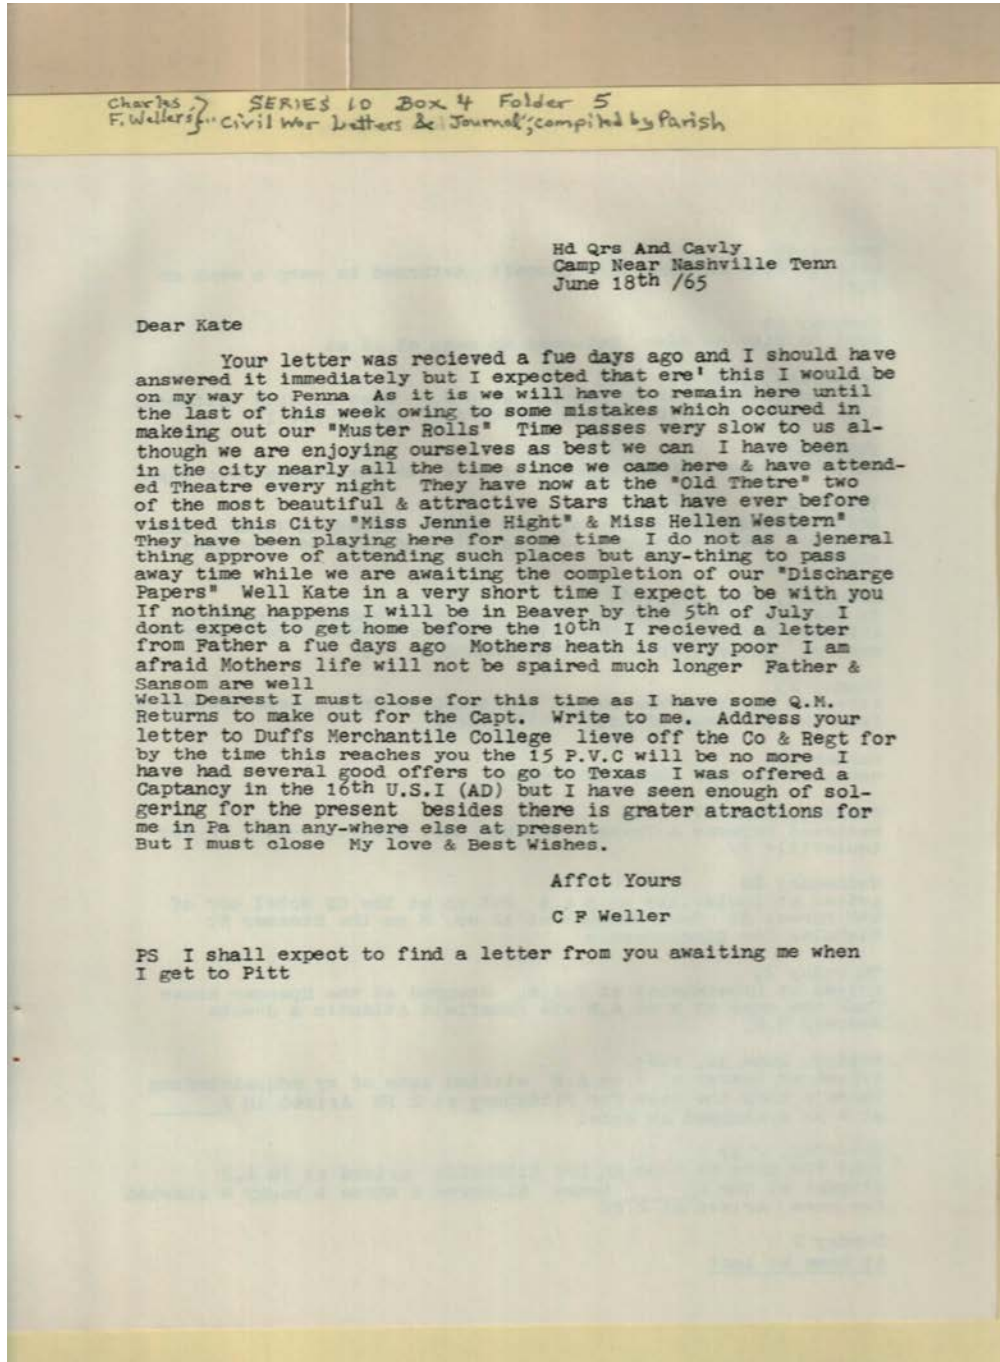 Charles F. Wellers} SERIES 10 Box 4 Folder 5
"Civil War Letters & Journal", compiled by Parish
Hd Qrs And Cavly
Camp Near Nashville Tenn
June 18th /65
Dear Kate
Your letter was recieved a fue days ago and I should have
answered it immediately but I expected that ere' this I would be
on my way to Penna As it is we will have to remain here until
the last of this week owing to some mistakes which occured in
makeing out our "Muster Rolls" Time passes very slow to us al-
though we are enjoying ourselves as best we can I have been
in the city nearly all the time since we came here & have attend-
ed Theatre every night They have now at the "Old Thetre" two
of the most beautiful & attractive Stars that have ever before
visited this City "Miss Jennie Hight" & Miss Hellen Western"
They have been playing here for some time I do not as a jeneral
thing approve of attending such places but any-thing to pass
away time while we are awaiting the completion of our "Discharge
Papers" Well Kate in a very short time I expect to be with you
If nothing happens I will be in Beaver by the 5th of July I
dont expect to get home before the 10th I recieved a letter
from Father a fue days ago Mothers heath is very poor I am
afraid Mothers life will not be spaired much longer Father &
Sansom are well
Well Dearest I must close for this time as I have some Q.M.
Returns to make out for the Capt. Write to me. Address your
letter to Duffs Merchantile College lieve off the Co & Regt for
by the time this reaches you the 15 P.V.C will be no more I
have had several good offers to go to Texas I was offered a
Captancy in the 16th U.S.I (AD) but I have seen enough of sol-
gering for the present besides there is grater atractions for
me in Pa than any-where else at present
But I must close My love & Best Wishes.
Affct Yours
C F Weller
PS I shall expect to find a letter from you awaiting me when
I get to Pitt